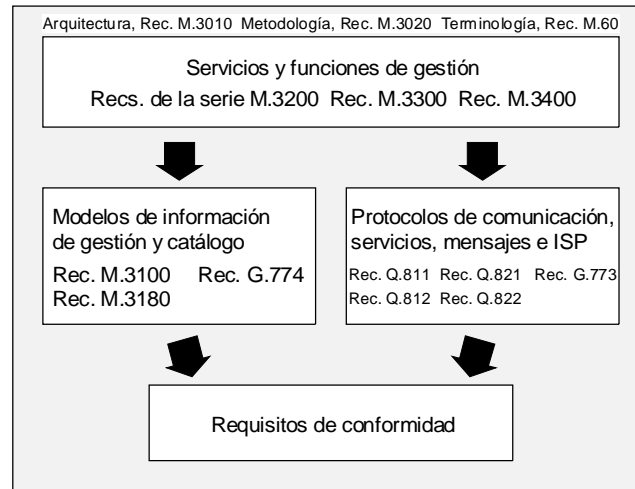 Arquitectura, Rec. M.3010 Metodología, Rec. M.3020 Terminología, Rec. M.60
Servicios y funciones de gestión
Recs. de la serie M.3200 Rec. M.3300 Rec. M.3400
Modelos de información
de gestión y catálogo
Rec. M.3100 Rec. G.774
Rec. M.3180
Protocolos de comunicación,
servicios, mensajes e ISP
Rec. Q.811 Rec. Q.821 Rec. G.773
Rec. Q.812 Rec. Q.822
Requisitos de conformidad